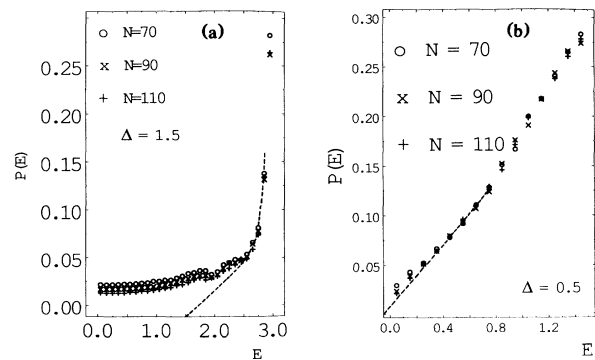 (a)
P(E)
0.25
0.20
0.15
0.10
0.05
0.00
o N=70
x N=90
+ N=110
Δ = 1.5
0.0 1.0 2.0 3.0
E
(b)
P(E)
0.30
0.25
0.20
0.15
0.10
0.05
o N = 70
x N = 90
+ N = 110
Δ = 0.5
0.0 0.4 0.8 1.2
E